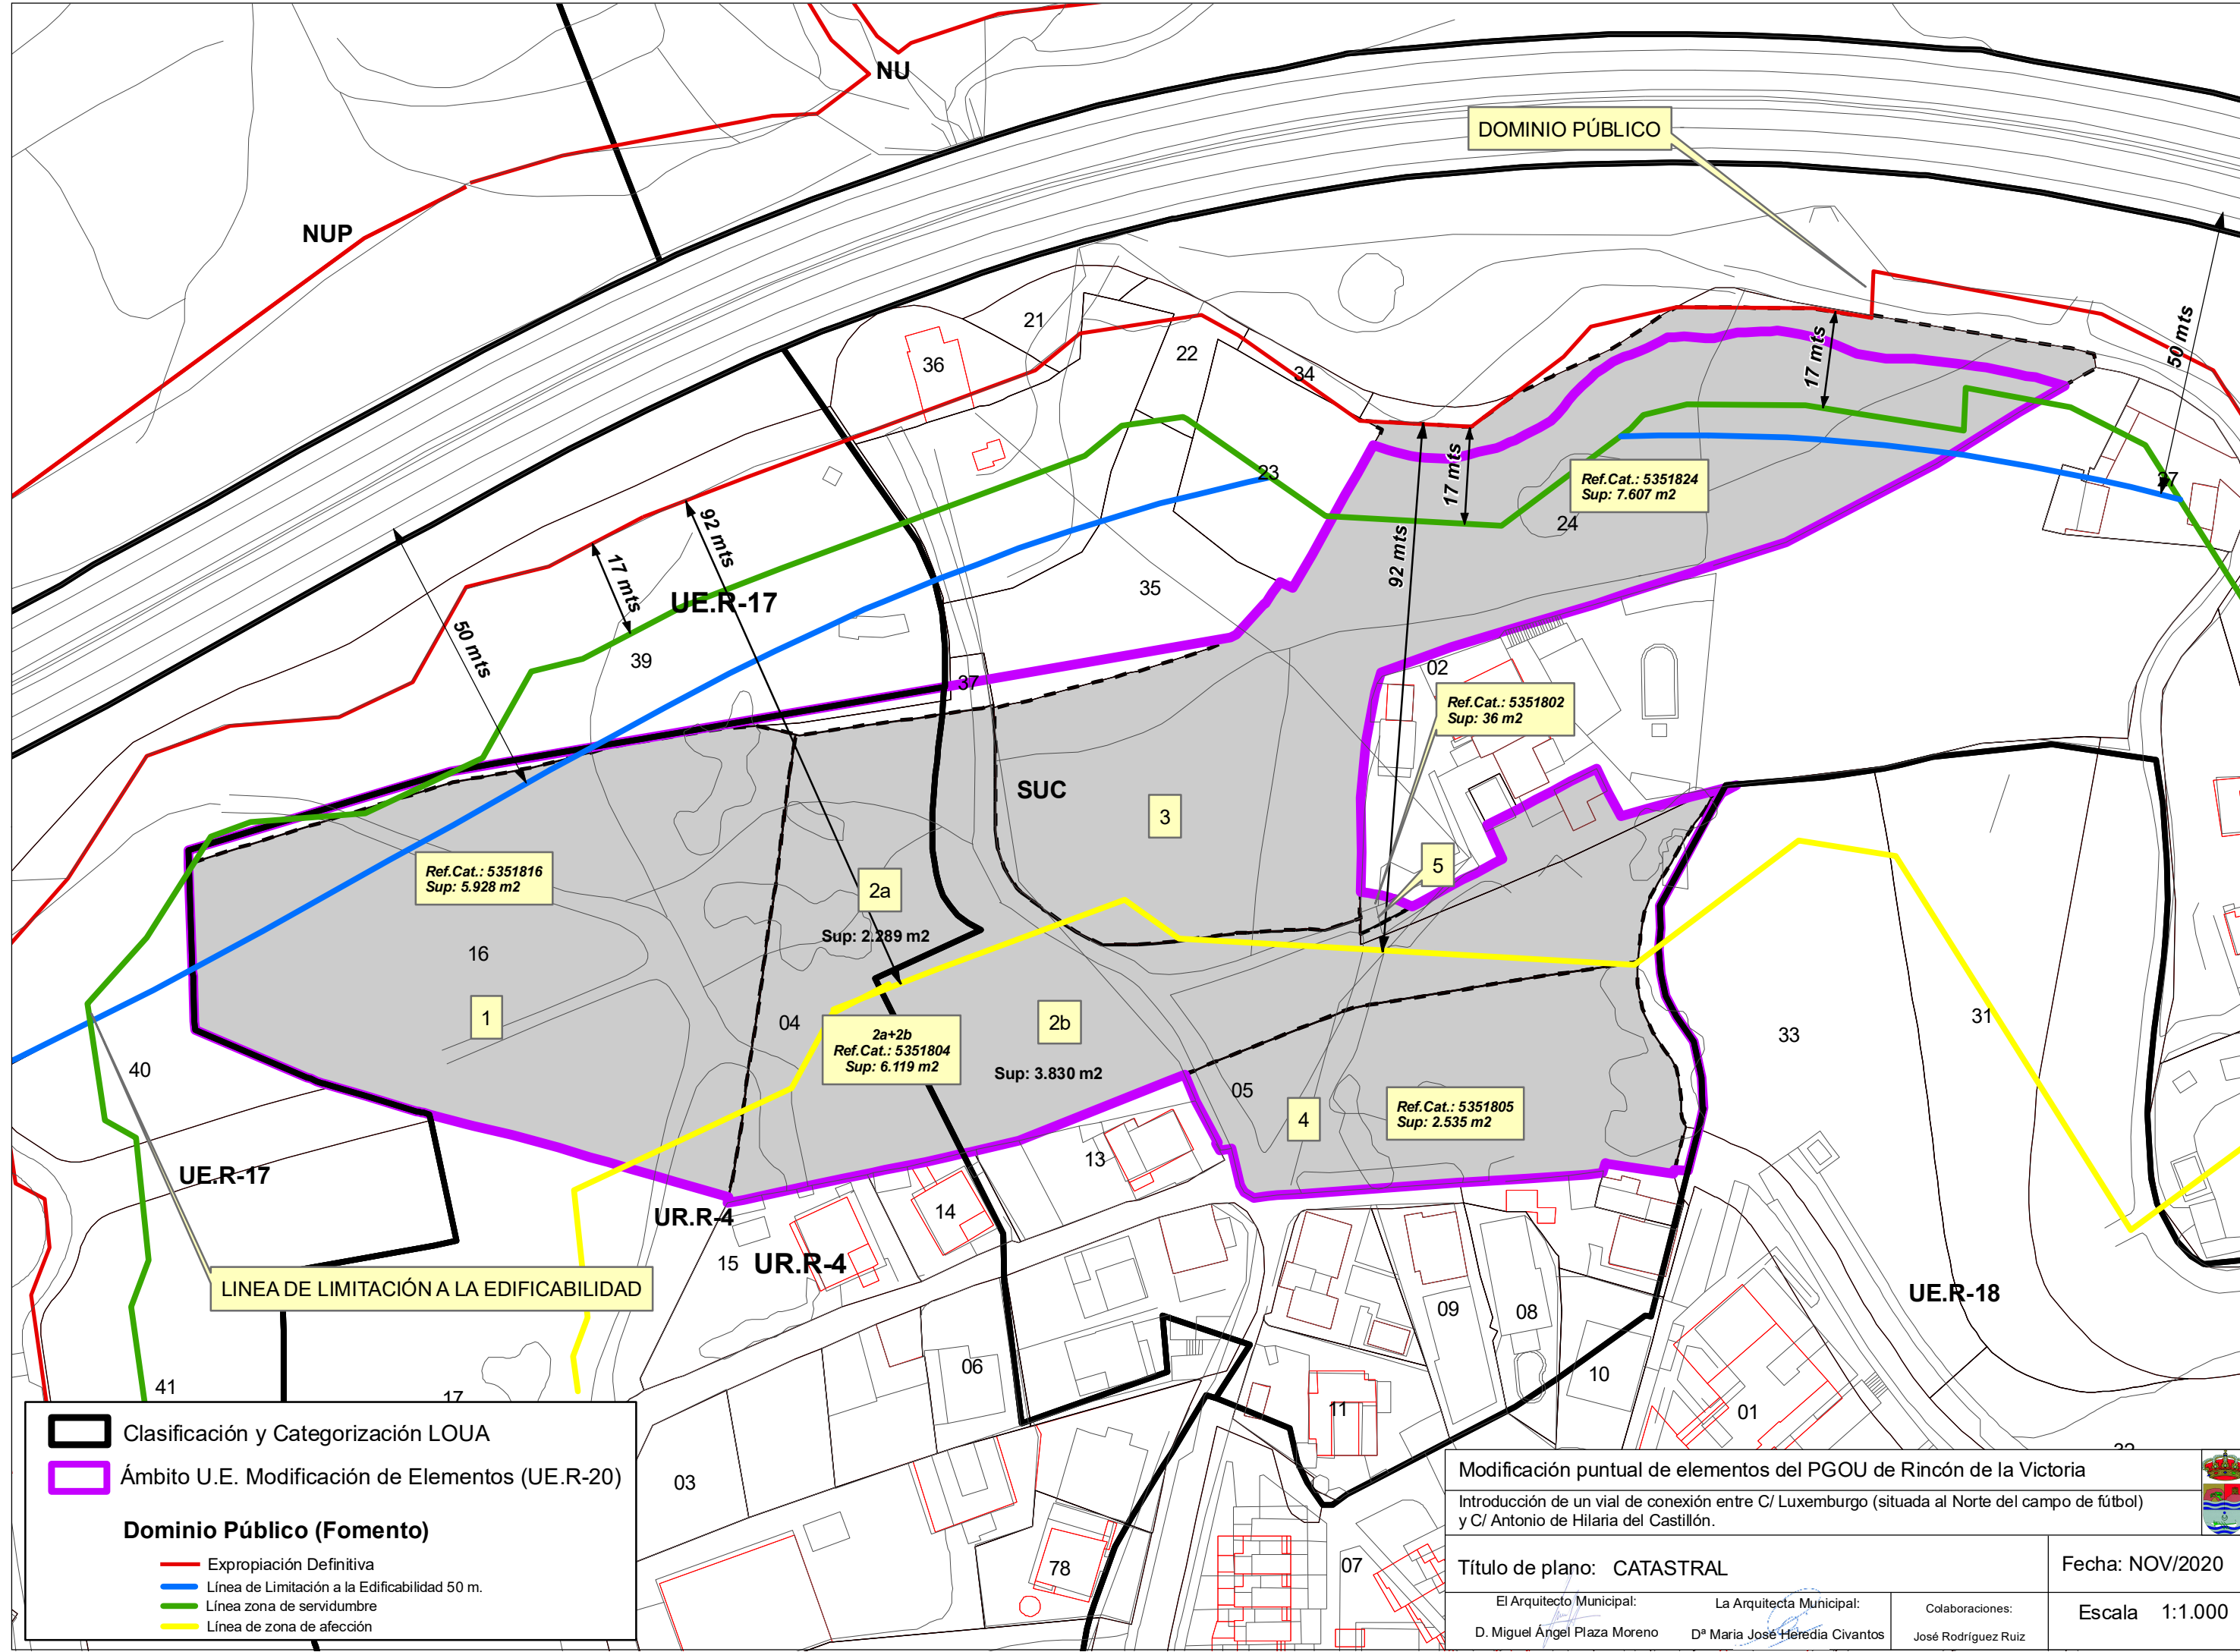 NU
DOMINIO PÚBLICO
NUP
50 mts
21
22
34
36
17 mts
23
17 mts
27
Ref.Cat.: 5351824
Sup: 7.607 m2
24
92 mts
92 mts
17 mts
UE.R-17
35
50 mts
39
37
02
Ref.Cat.: 5351802
Sup: 36 m2
SUC
3
5
Ref.Cat.: 5351816
Sup: 5.928 m2
2a
Sup: 2.289 m2
16
1
04
2b
2a+2b
Ref.Cat.: 5351804
Sup: 6.119 m2
Sup: 3.830 m2
33
31
40
05
4
Ref.Cat.: 5351805
Sup: 2.535 m2
UE.R-17
13
14
UR.R-4
15
UR.R-4
LINEA DE LIMITACIÓN A LA EDIFICABILIDAD
UE.R-18
09
08
06
10
41
17
11
01
03
32
78
07
Clasificación y Categorización LOUA
Ámbito U.E. Modificación de Elementos (UE.R-20)
Dominio Público (Fomento)
Expropiación Definitiva
Línea de Limitación a la Edificabilidad 50 m.
Línea zona de servidumbre
Línea de zona de afección
Modificación puntual de elementos del PGOU de Rincón de la Victoria
Introducción de un vial de conexión entre C/ Luxemburgo (situada al Norte del campo de fútbol)
y C/ Antonio de Hilaria del Castillón.
Título de plano: CATASTRAL
Fecha: NOV/2020
El Arquitecto Municipal:
D. Miguel Ángel Plaza Moreno
La Arquitecta Municipal:
Dª Maria José Heredia Civantos
Colaboraciones:
José Rodríguez Ruiz
Escala 1:1.000